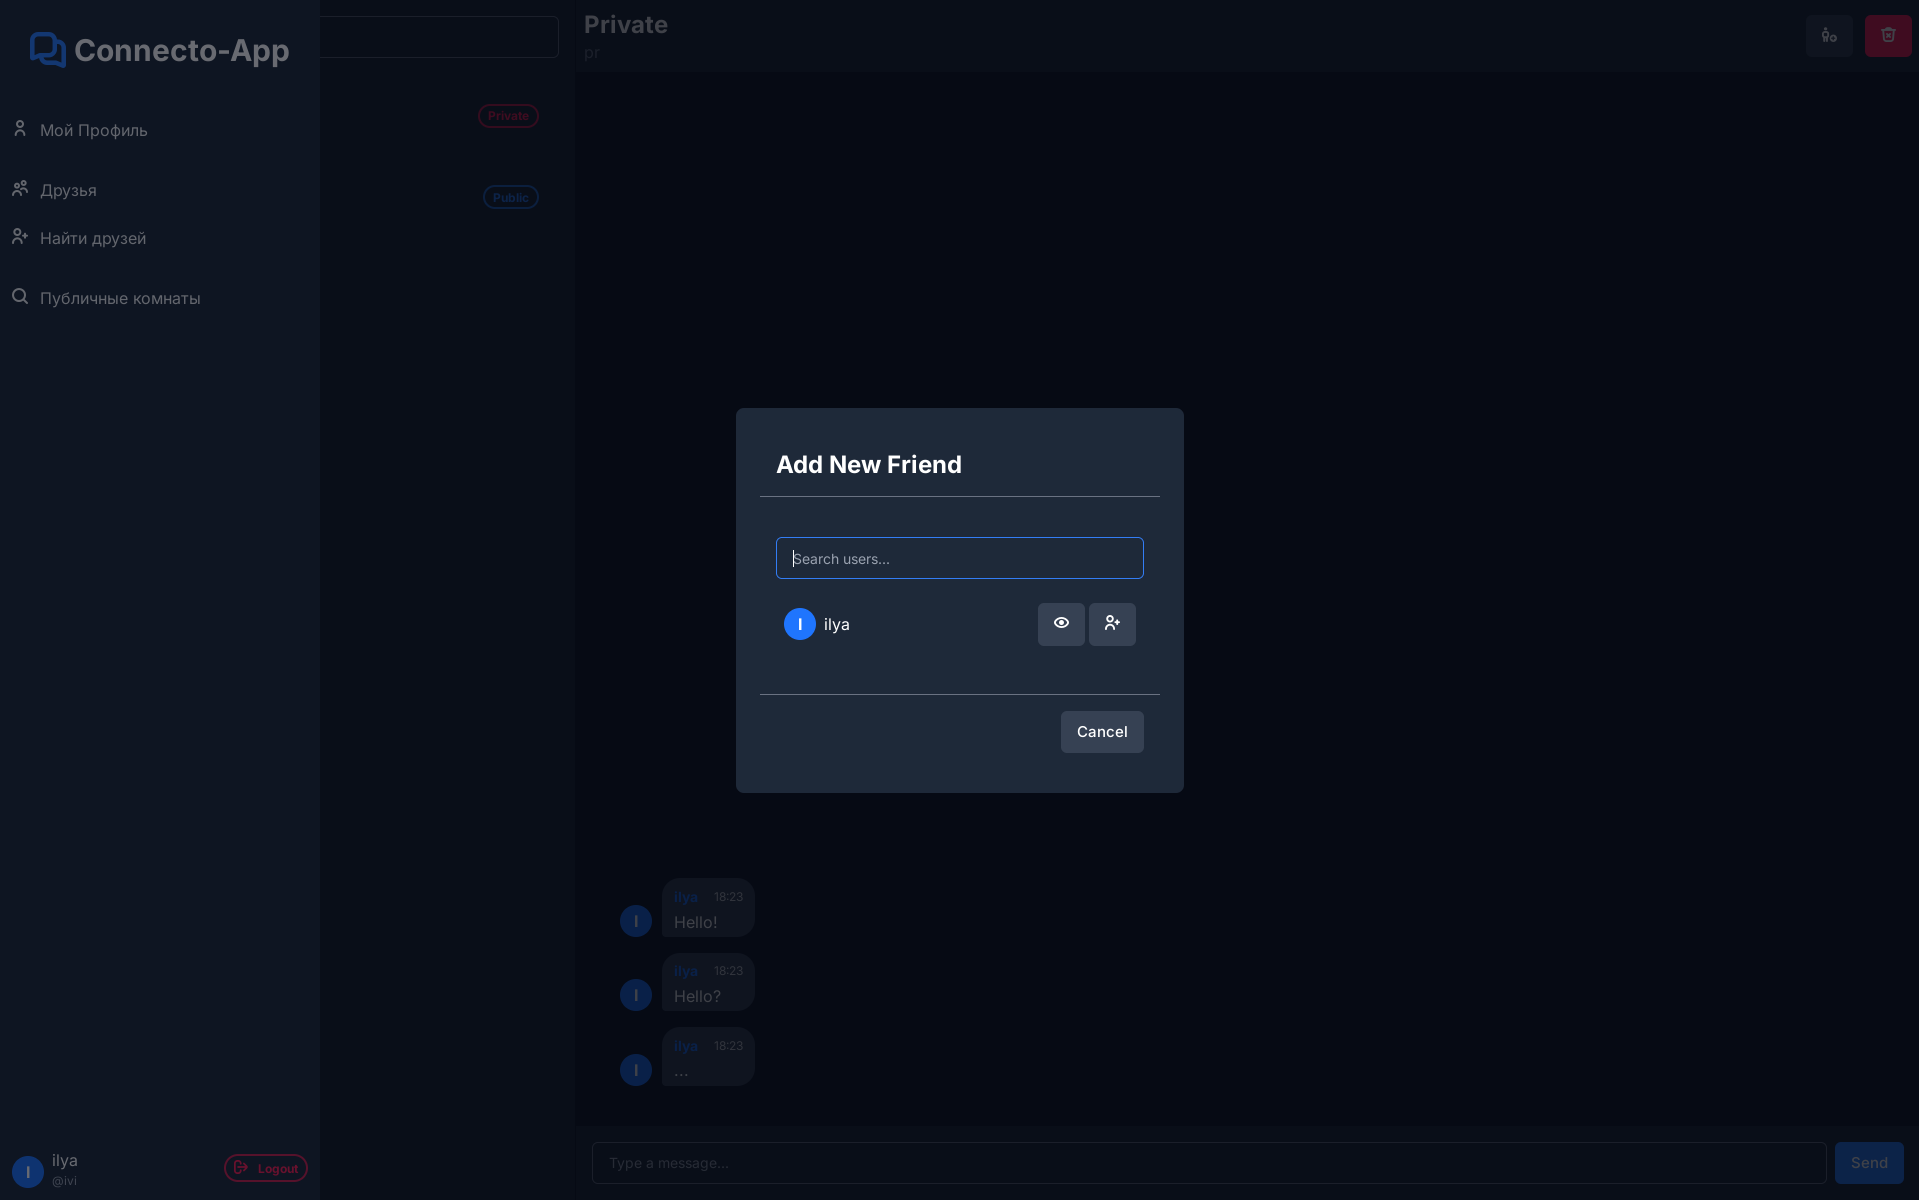 Connecto-App
Мой Профиль
Друзья
Найти друзей
Публичные комнаты
I
ilya
@ivi
Logout
Private
Public
Private
pr
Add New Friend
Search users...
I
ilya
Cancel
ilya 18:23
I
Hello!
ilya 18:23
I
Hello?
ilya 18:23
I
...
Type a message...
Send